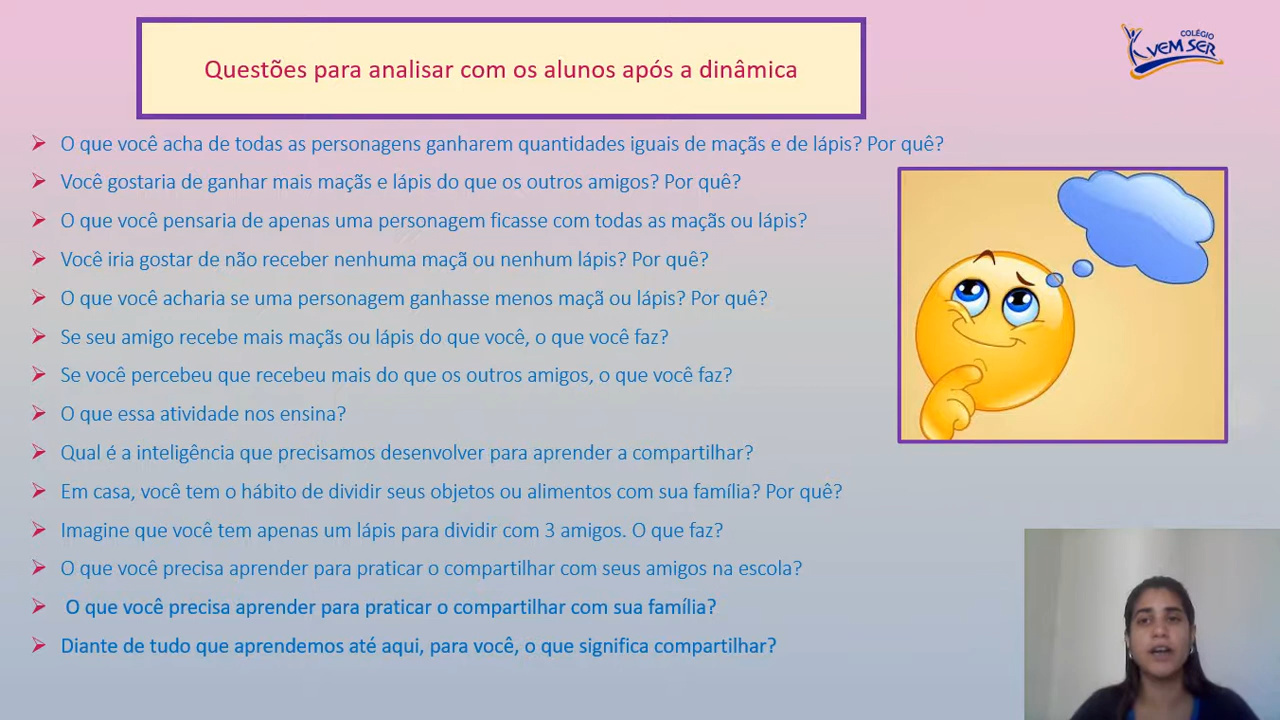 Questões para analisar com os alunos após a dinâmica
COLÉGIO
VEM SER
O que você acha de todas as personagens ganharem quantidades iguais de maçãs e de lápis? Por quê?
Você gostaria de ganhar mais maçãs e lápis do que os outros amigos? Por quê?
O que você pensaria de apenas uma personagem ficasse com todas as maçãs ou lápis?
Você iria gostar de não receber nenhuma maçã ou nenhum lápis? Por quê?
O que você acharia se uma personagem ganhasse menos maçã ou lápis? Por quê?
Se seu amigo recebe mais maçãs ou lápis do que você, o que você faz?
Se você percebeu que recebeu mais do que os outros amigos, o que você faz?
O que essa atividade nos ensina?
Qual é a inteligência que precisamos desenvolver para aprender a compartilhar?
Em casa, você tem o hábito de dividir seus objetos ou alimentos com sua família? Por quê?
Imagine que você tem apenas um lápis para dividir com 3 amigos. O que faz?
O que você precisa aprender para praticar o compartilhar com seus amigos na escola?
O que você precisa aprender para praticar o compartilhar com sua família?
Diante de tudo que aprendemos até aqui, para você, o que significa compartilhar?